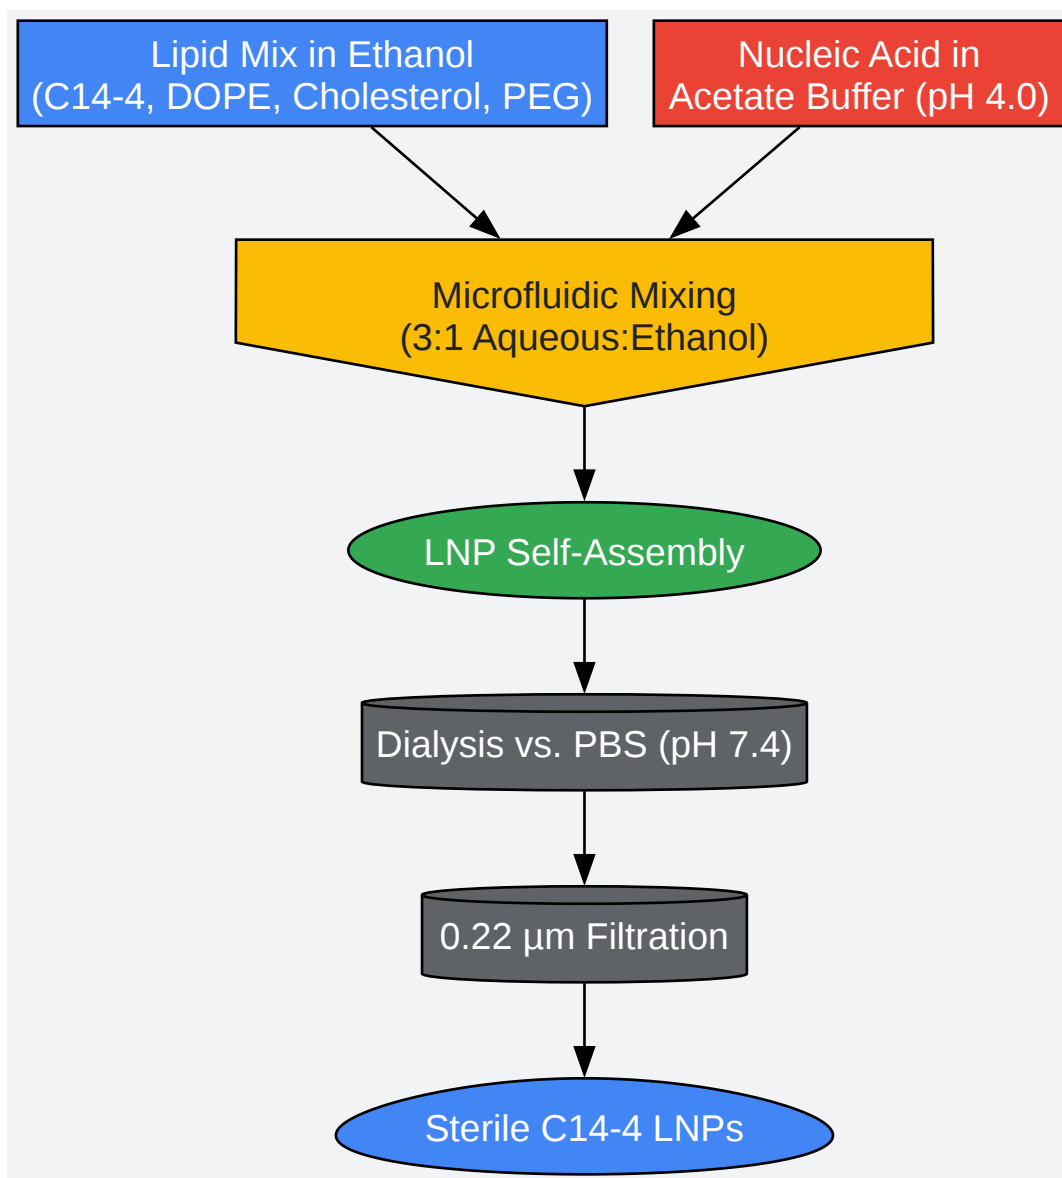 Lipid Mix in Ethanol
(C14-4, DOPE, Cholesterol, PEG)
Nucleic Acid in
Acetate Buffer (pH 4.0)
Microfluidic Mixing
(3:1 Aqueous:Ethanol)
LNP Self-Assembly
Dialysis vs. PBS (pH 7.4)
0.22 µm Filtration
Sterile C14-4 LNPs